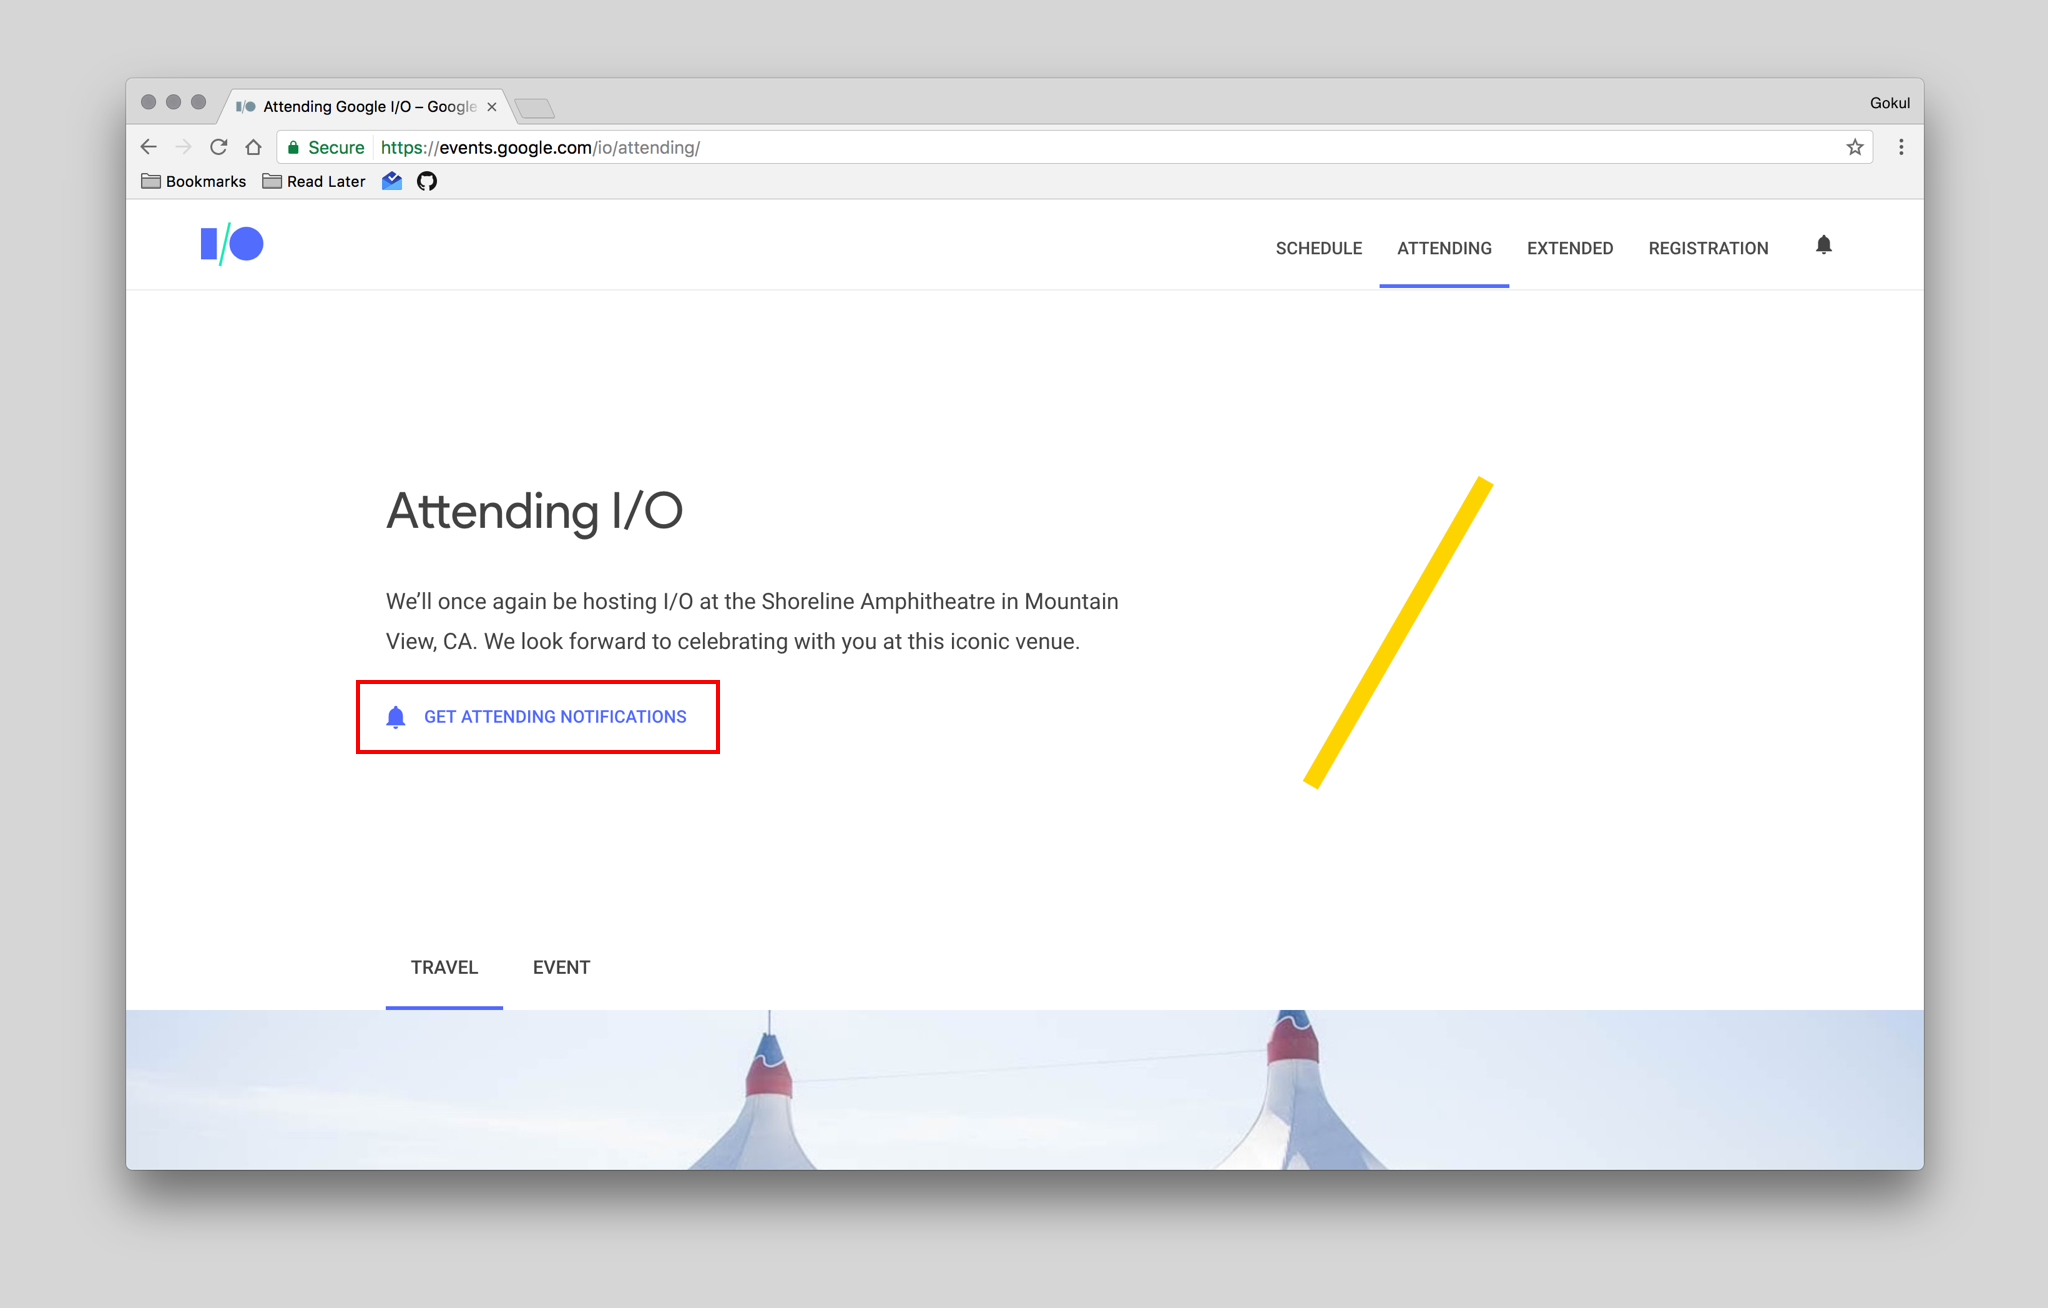 Attending Google I/O – Google
Gokul
Secure https://events.google.com/io/attending/
Bookmarks Read Later
I/O
SCHEDULE ATTENDING EXTENDED REGISTRATION
Attending I/O
We’ll once again be hosting I/O at the Shoreline Amphitheatre in Mountain
View, CA. We look forward to celebrating with you at this iconic venue.
GET ATTENDING NOTIFICATIONS
TRAVEL EVENT